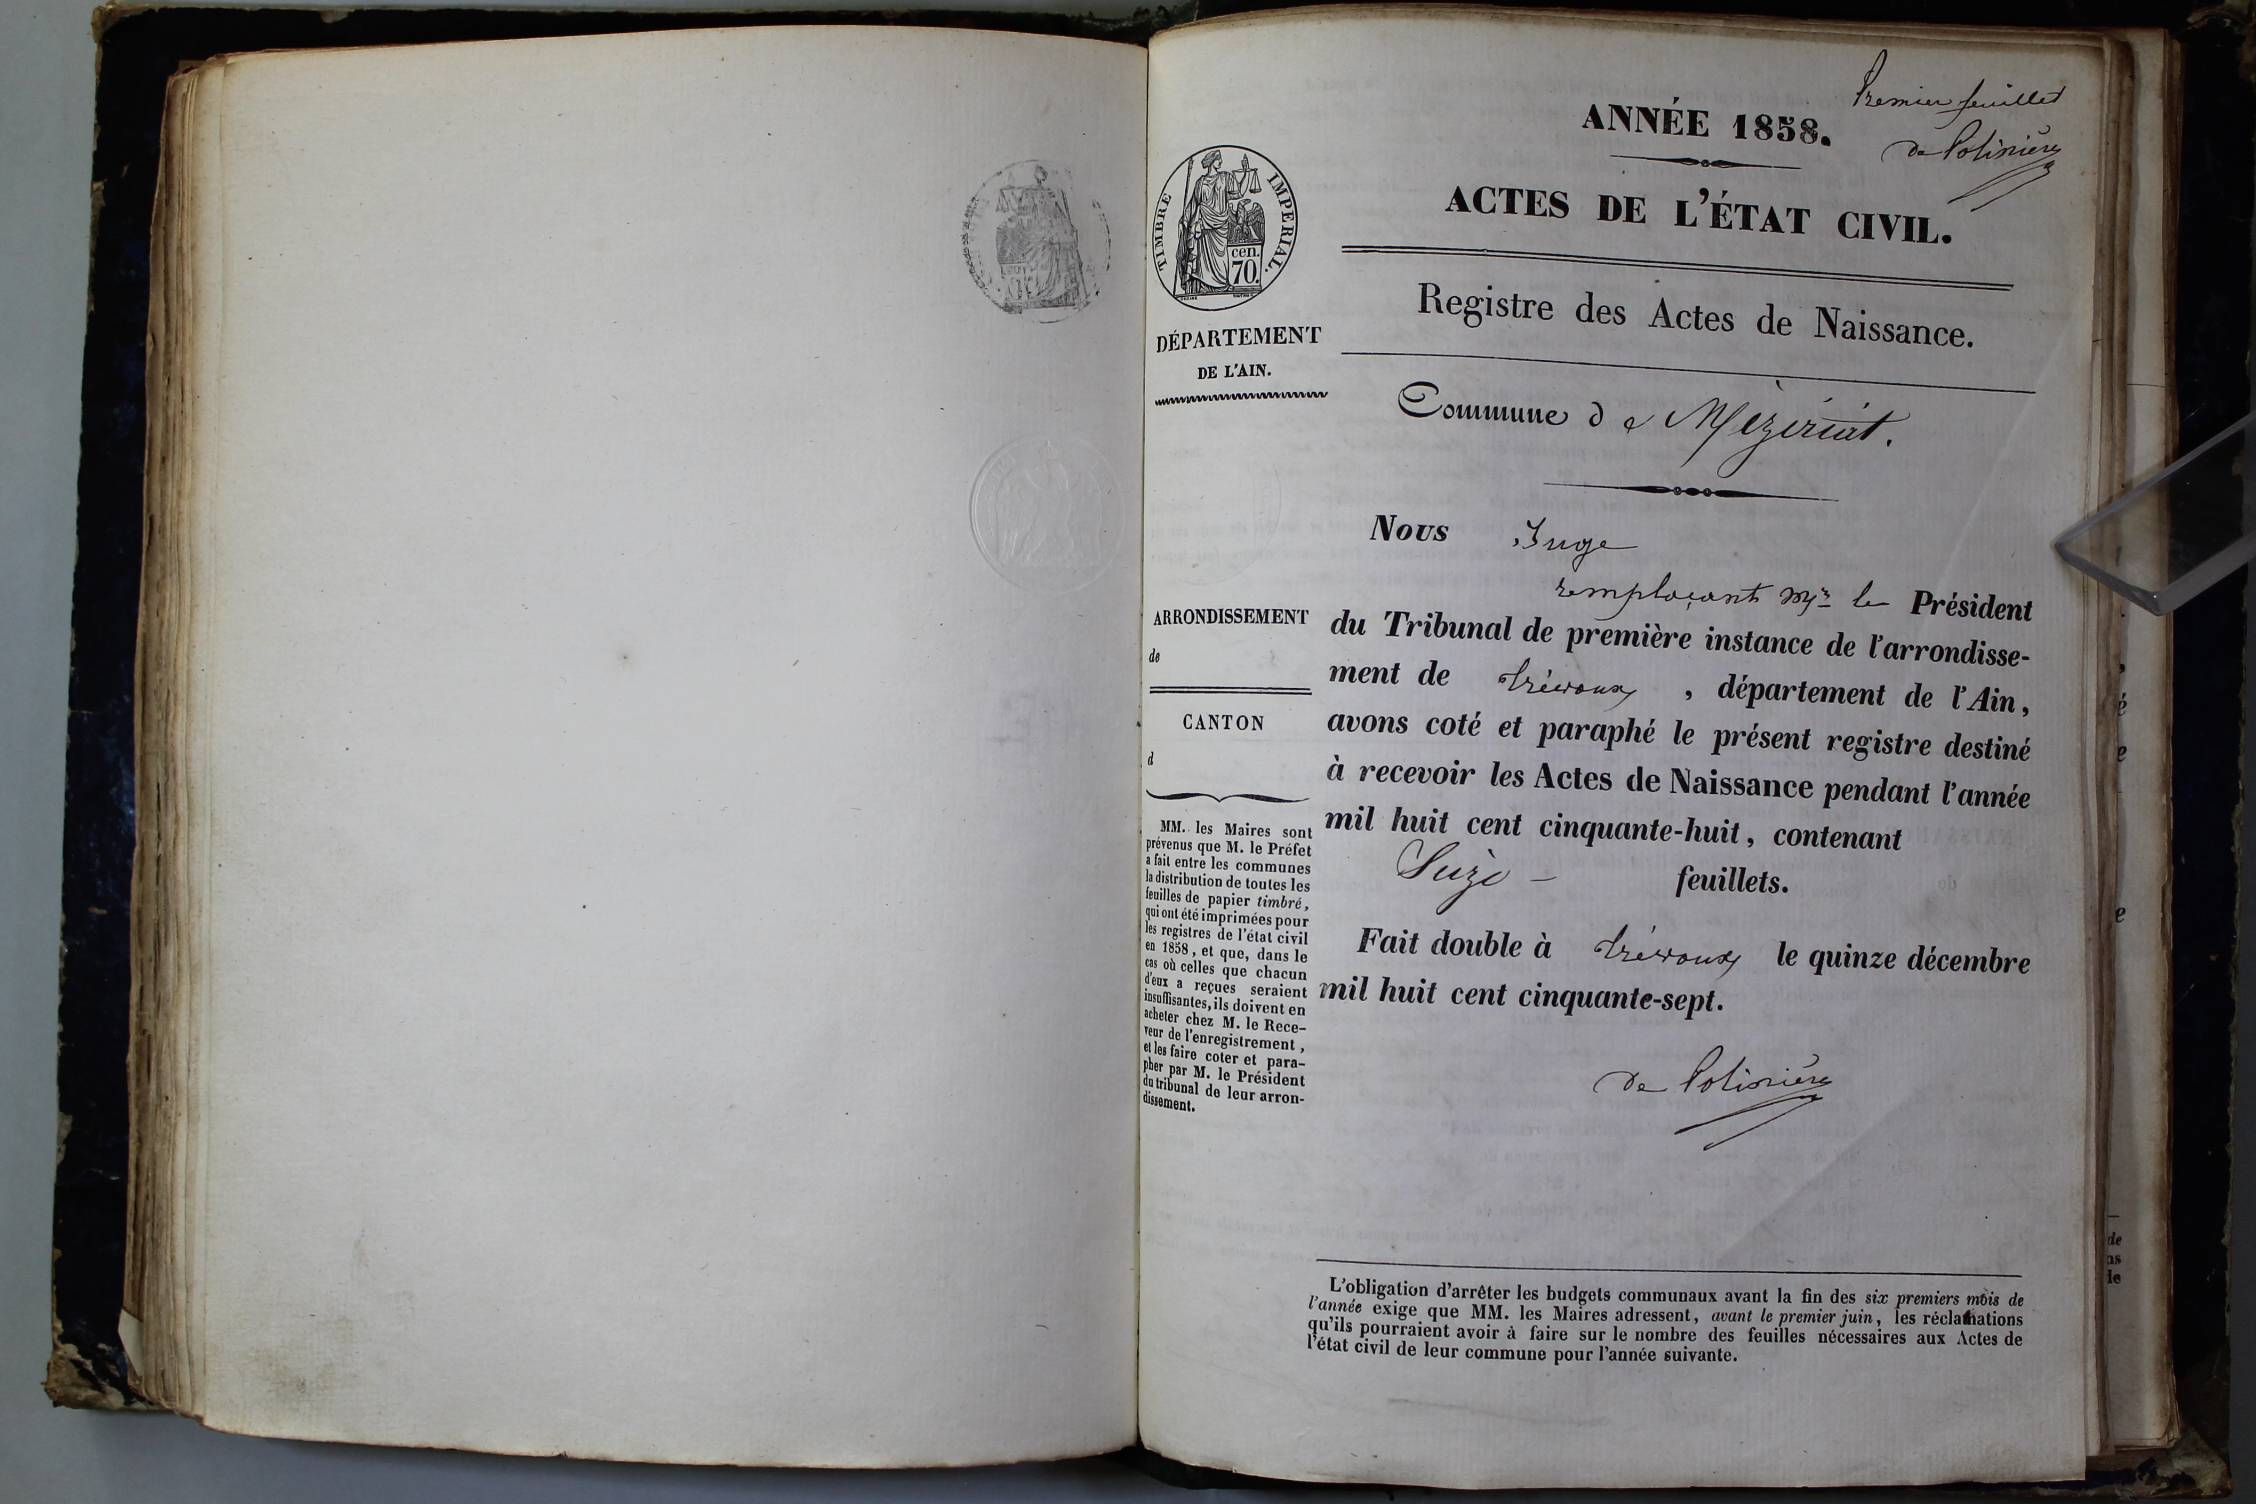 Premier feuillet
ANNÉE 1858.
de Polinière
TIMBRE IMPERIAL.
cen.
70.
ACTES DE L'ÉTAT CIVIL.
Registre des Actes de Naissance.
DÉPARTEMENT
DE L'AIN.
Commune de Mézériat.
Nous Juge
remplaçant Mr le Président
du Tribunal de première instance de l'arrondisse-
ment de Trévoux, département de l'Ain,
avons coté et paraphé le présent registre destiné
à recevoir les Actes de Naissance pendant l'année
mil huit cent cinquante-huit, contenant
Seize - feuillets.
Fait double à Trévoux le quinze décembre
mil huit cent cinquante-sept.
de Polinière
ARRONDISSEMENT
de
CANTON
d
MM. les Maires sont
prévenus que M. le Préfet
a fait entre les communes
la distribution de toutes les
feuilles de papier timbré,
qui ont été imprimées pour
les registres de l'état civil
en 1858, et que, dans le
cas où celles que chacun
d'eux a reçues seraient
insuffisantes, ils doivent en
acheter chez M. le Rece-
veur de l'enregistrement,
et les faire coter et para-
pher par M. le Président
du tribunal de leur arron-
dissement.
L'obligation d'arrêter les budgets communaux avant la fin des six premiers mois de
l'année exige que MM. les Maires adressent, avant le premier juin, les réclamations
qu'ils pourraient avoir à faire sur le nombre des feuilles nécessaires aux Actes de
l'état civil de leur commune pour l'année suivante.